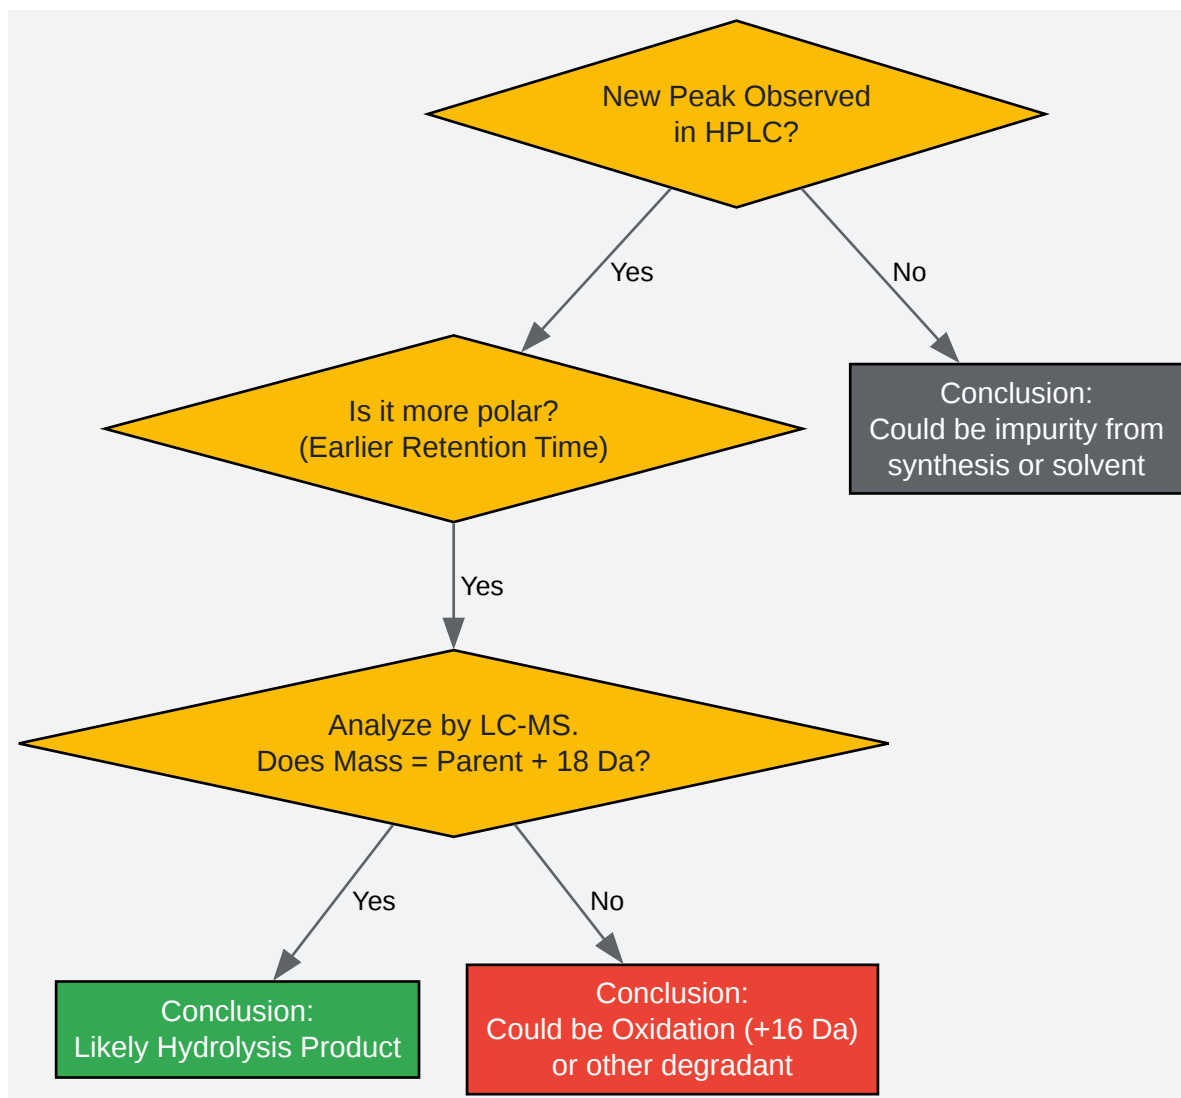 New Peak Observed
in HPLC?
Yes
No
Is it more polar?
(Earlier Retention Time)
Conclusion:
Could be impurity from
synthesis or solvent
Yes
Analyze by LC-MS.
Does Mass = Parent + 18 Da?
Yes
No
Conclusion:
Likely Hydrolysis Product
Conclusion:
Could be Oxidation (+16 Da)
or other degradant